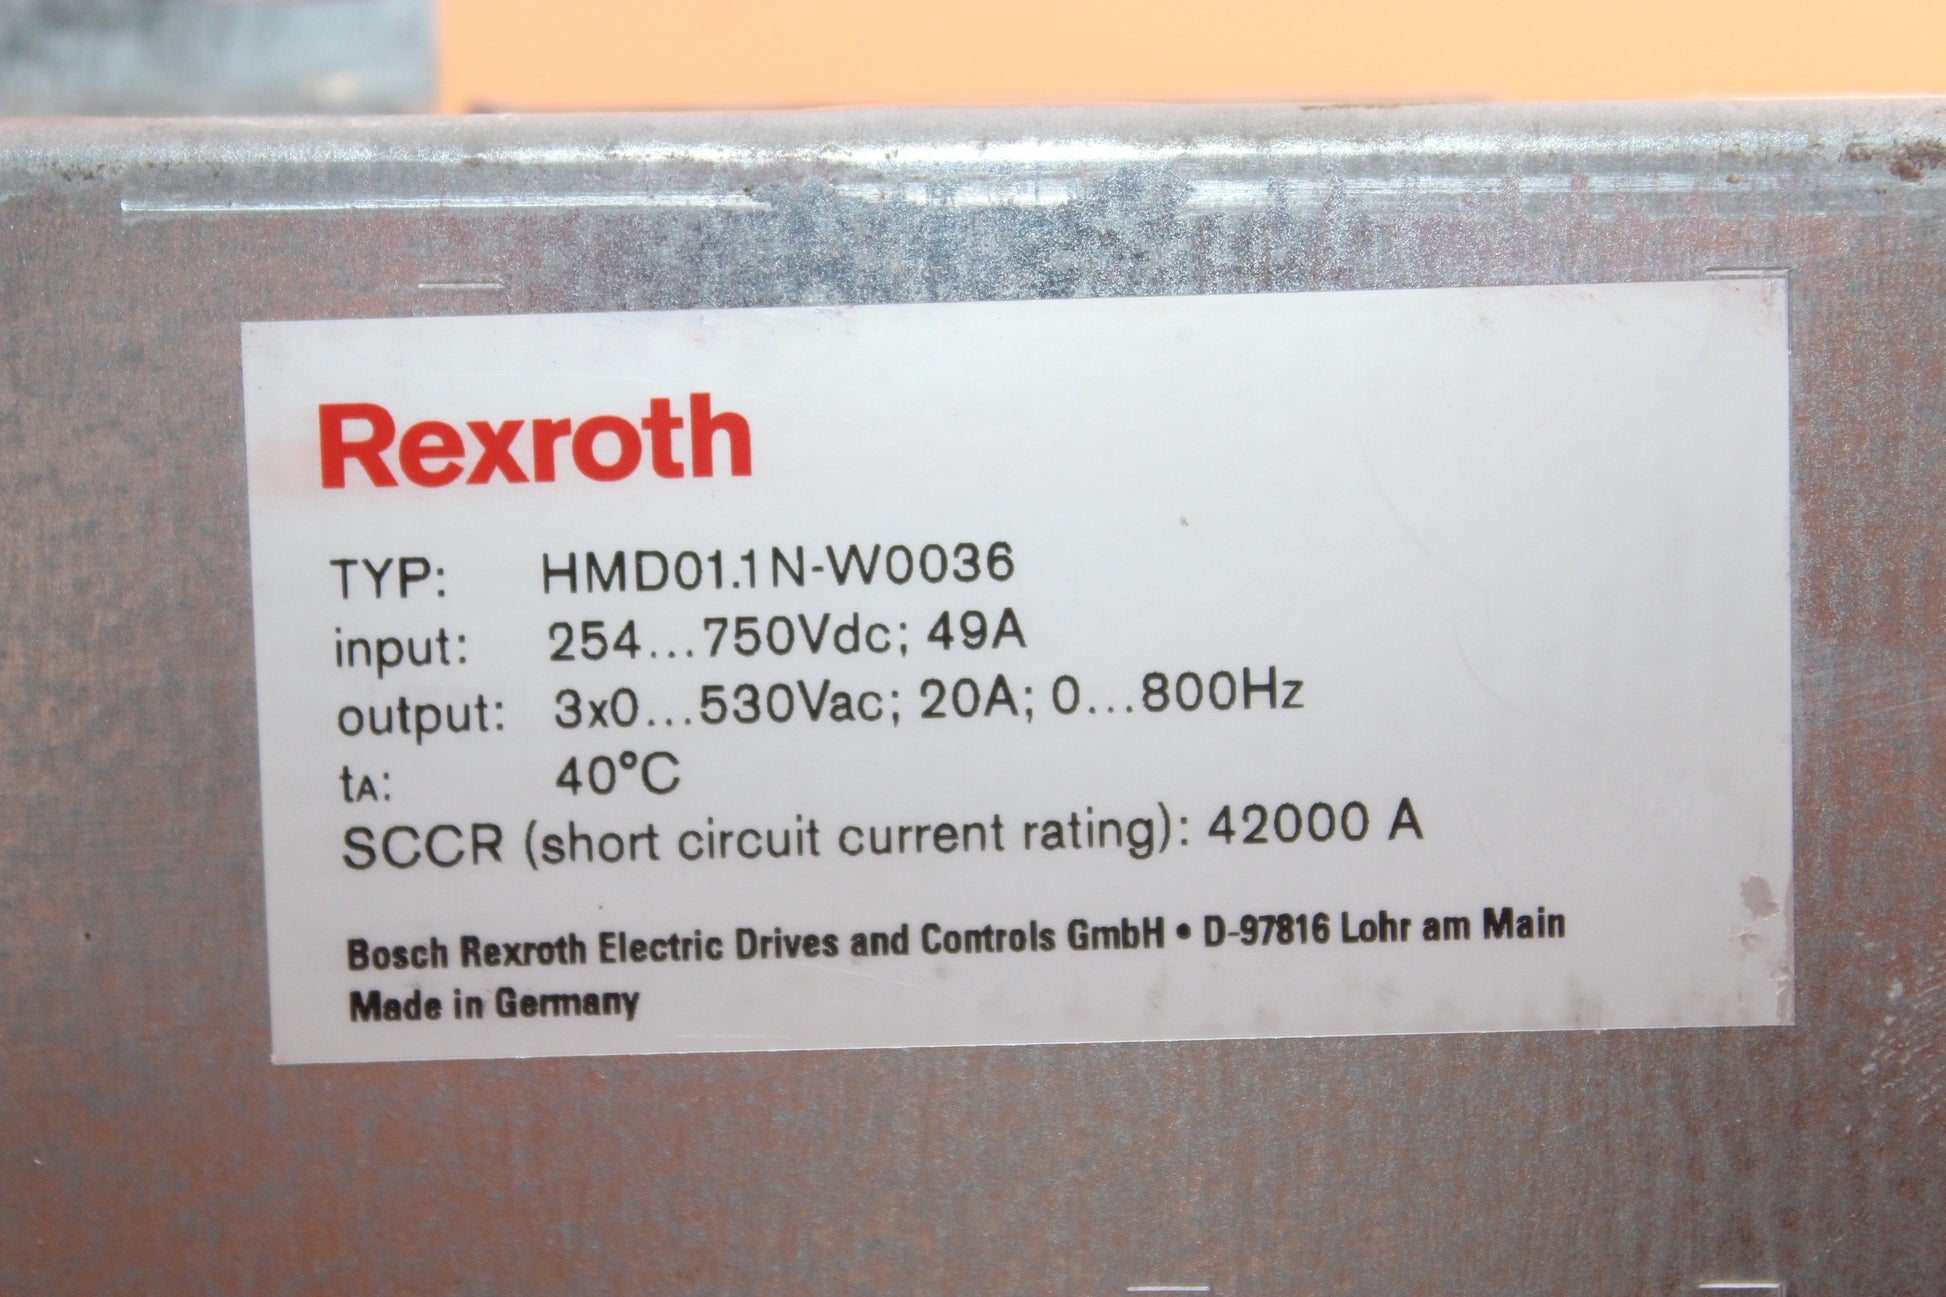 Rexroth
TYP: HMD01.1N-W0036
input: 254...750Vdc; 49A
output: 3x0...530Vac; 20A; 0...800Hz
tA: 40°C
SCCR (short circuit current rating): 42000 A
Bosch Rexroth Electric Drives and Controls GmbH • D-97816 Lohr am Main
Made in Germany